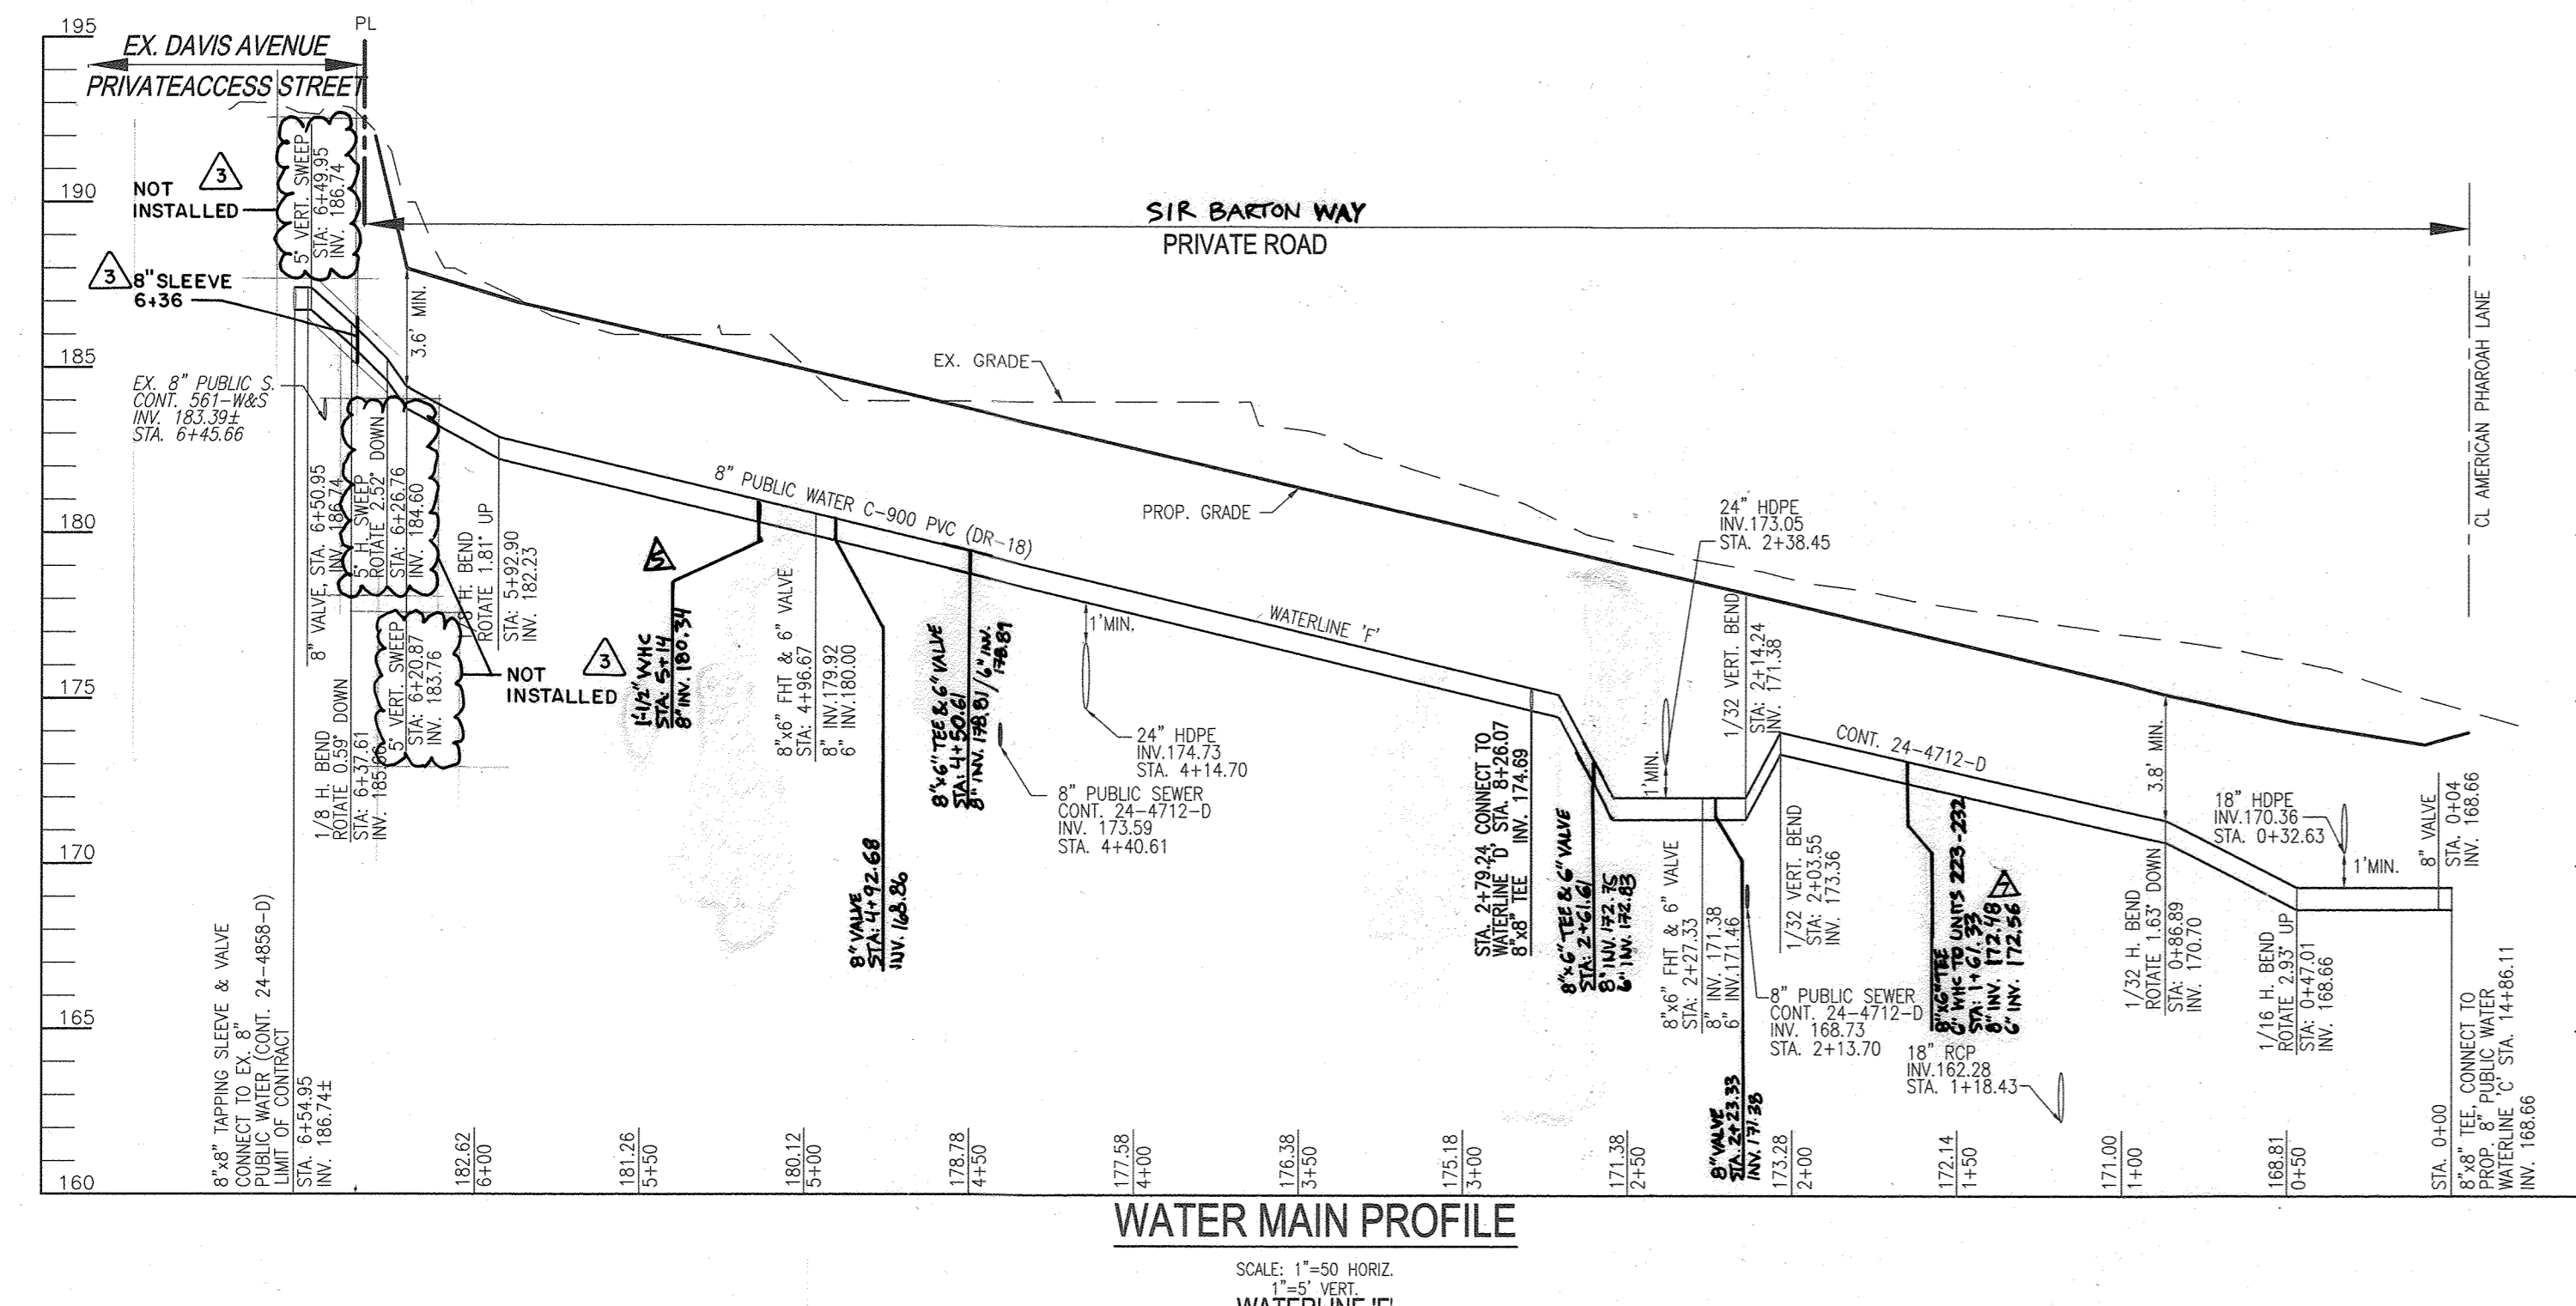 195
190
185
180
175
170
165
160
PL
EX. DAVIS AVENUE
PRIVATEACCESS STREET
5° VERT. SWEEP
STA: 6+49.95
INV. 186.74
3
NOT
INSTALLED
3
8" SLEEVE
6+36
3.6' MIN.
SIR BARTON WAY
PRIVATE ROAD
CL AMERICAN PHAROAH LANE
EX. GRADE
PROP. GRADE
EX. 8" PUBLIC S.
CONT. 561-W&S
INV. 183.39±
STA. 6+45.66
8" VALVE, STA. 6+50.95
INV. 186.74
5° H. SWEEP
ROTATE 2.52° DOWN
STA: 6+26.76
INV. 184.60
H. BEND
ROTATE 1.81° UP
STA: 5+92.90
INV. 182.23
5° VERT. SWEEP
STA: 6+20.87
INV. 183.76
NOT
INSTALLED
3
1/8 H. BEND
ROTATE 0.59° DOWN
STA: 6+37.61
8"x8" TAPPING SLEEVE & VALVE
CONNECT TO EX. 8"
PUBLIC WATER (CONT. 24-4858-D)
LIMIT OF CONTRACT
STA. 6+54.95
INV. 186.74±
8" PUBLIC WATER C-900 PVC (DR-18)
5
1-1/2" WHC
STA: 5+14
8" INV. 180.34
8"x6" FHT & 6" VALVE
STA: 4+96.67
8" INV.179.92
6" INV.180.00
8" VALVE
STA: 4+92.68
INV. 168.86
8"x6" TEE & 6" VALVE
STA: 4+50.61
8" INV. 178.81/6" INV.
178.89
1'MIN.
24" HDPE
INV.174.73
STA. 4+14.70
8" PUBLIC SEWER
CONT. 24-4712-D
INV. 173.59
STA. 4+40.61
WATERLINE 'F'
STA. 2+79.24 CONNECT TO
WATERLINE 'D' STA. 8+26.07
8"x8" TEE INV. 174.69
8"x6" TEE & 6" VALVE
STA: 2+61.61
8" INV. 172.75
6" INV. 172.83
24" HDPE
INV.173.05
STA. 2+38.45
1'MIN.
8"x6" FHT & 6" VALVE
STA: 2+27.33
8" INV. 171.38
6" INV.171.46
1/32 VERT. BEND
STA: 2+14.24
INV. 171.38
8" VALVE
STA. 2+23.33
INV. 171.38
8" PUBLIC SEWER
CONT. 24-4712-D
INV. 168.73
STA. 2+13.70
1/32 VERT. BEND
STA: 2+03.55
INV. 173.36
CONT. 24-4712-D
8"x6" TEE
6" WHC TO UNITS 223-232
STA: 1+61.33
8" INV. 172.48
6" INV. 172.56
7
18" RCP
INV.162.28
STA. 1+18.43
3.8' MIN.
1/32 H. BEND
ROTATE 1.63° DOWN
STA: 0+86.89
INV. 170.70
18" HDPE
INV.170.36
STA. 0+32.63
1'MIN.
1/16 H. BEND
ROTATE 2.93° UP
STA: 0+47.01
INV. 168.66
8" VALVE
STA. 0+04
INV. 168.66
STA. 0+00
8"x8" TEE, CONNECT TO
PROP. 8" PUBLIC WATER
WATERLINE 'C' STA. 14+86.11
INV. 168.66
182.62
6+00
181.26
5+50
180.12
5+00
178.78
4+50
177.58
4+00
176.38
3+50
175.18
3+00
171.38
2+50
173.28
2+00
172.14
1+50
171.00
1+00
168.81
0+50
WATER MAIN PROFILE
SCALE: 1"=50 HORIZ.
1"=5' VERT.
WATERLINE 'F'